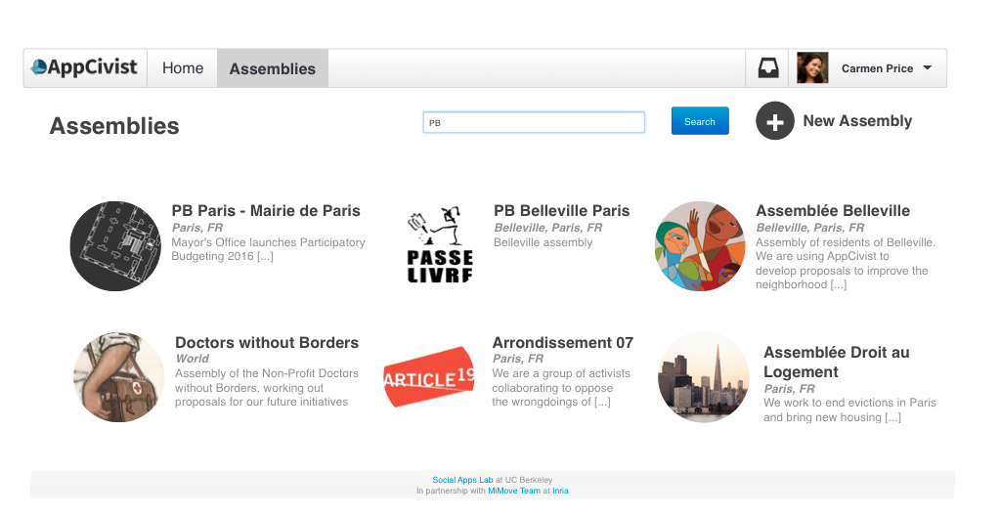 AppCivist Home Assemblies Carmen Price
Assemblies PB Search + New Assembly
PB Paris - Mairie de Paris
Paris, FR
Mayor's Office launches Participatory
Budgeting 2016 [...]
PASSE
LIVRE
PB Belleville Paris
Belleville, Paris, FR
Belleville assembly
Assemblée Belleville
Belleville, Paris, FR
Assembly of residents of Belleville.
We are using AppCivist to
develop proposals to improve the
neighborhood [...]
Doctors without Borders
World
Assembly of the Non-Profit Doctors
without Borders, working out
proposals for our future initiatives
ARTICLE 19
Arrondissement 07
Paris, FR
We are a group of activists
collaborating to oppose
the wrongdoings of [...]
Assemblée Droit au
Logement
Paris, FR
We work to end evictions in Paris
and bring new housing [...]
Social Apps Lab at UC Berkeley
In partnership with MiMove Team at Inria